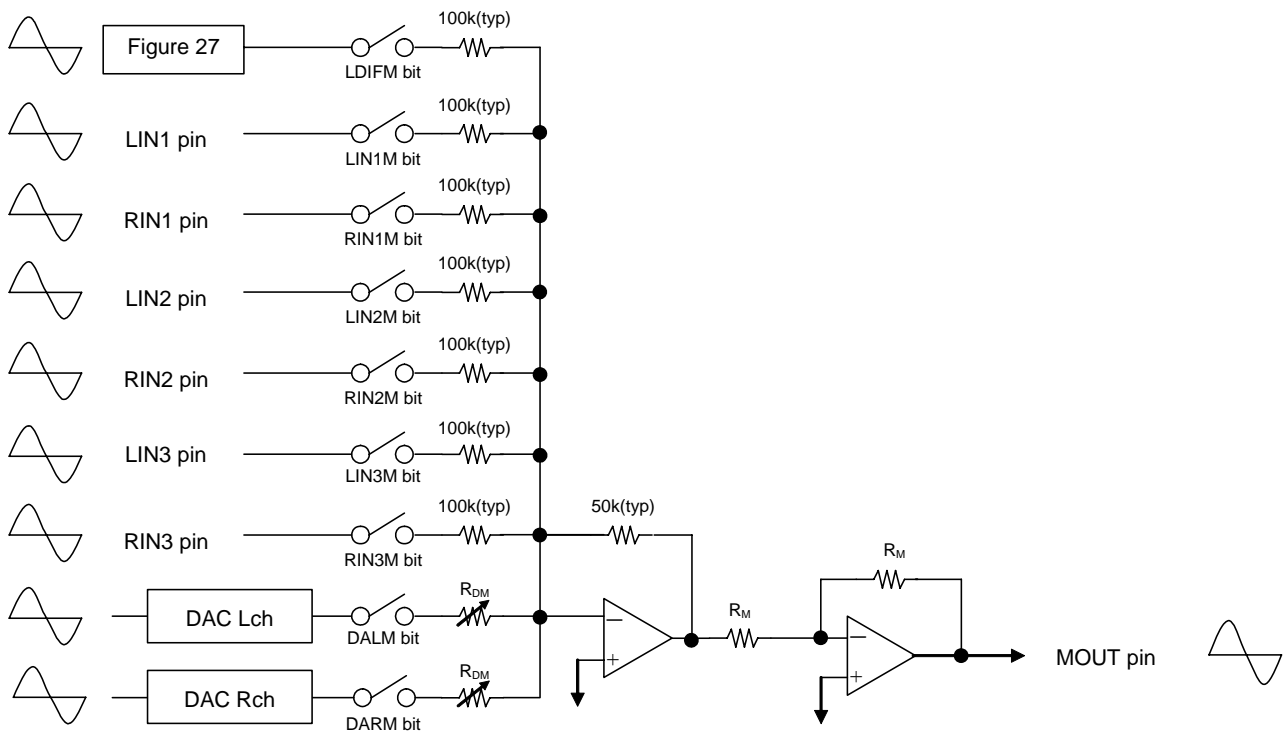 100k(typ)
Figure 27
LDIFM bit
100k(typ)
LIN1 pin
LIN1M bit
100k(typ)
RIN1 pin
RIN1M bit
100k(typ)
LIN2 pin
LIN2M bit
100k(typ)
RIN2 pin
RIN2M bit
100k(typ)
LIN3 pin
LIN3M bit
100k(typ)
50k(typ)
RIN3 pin
RIN3M bit
RM
RDM
DAC Lch
DALM bit
RM
−
−
+
+
MOUT pin
RDM
DAC Rch
DARM bit